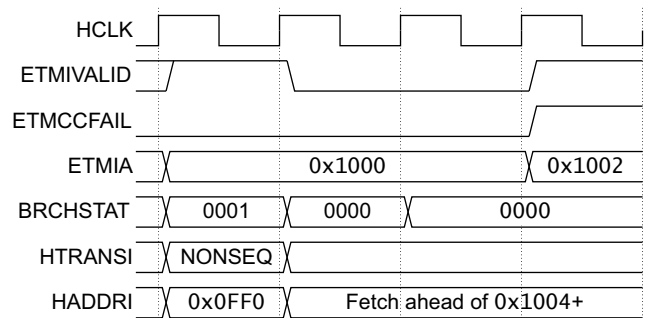 HCLK
ETMIVALID
ETMCCFAIL
ETMIA 0x1000 0x1002
BRCHSTAT 0001 0000 0000
HTRANSI NONSEQ
HADDRI 0x0FF0 Fetch ahead of 0x1004+